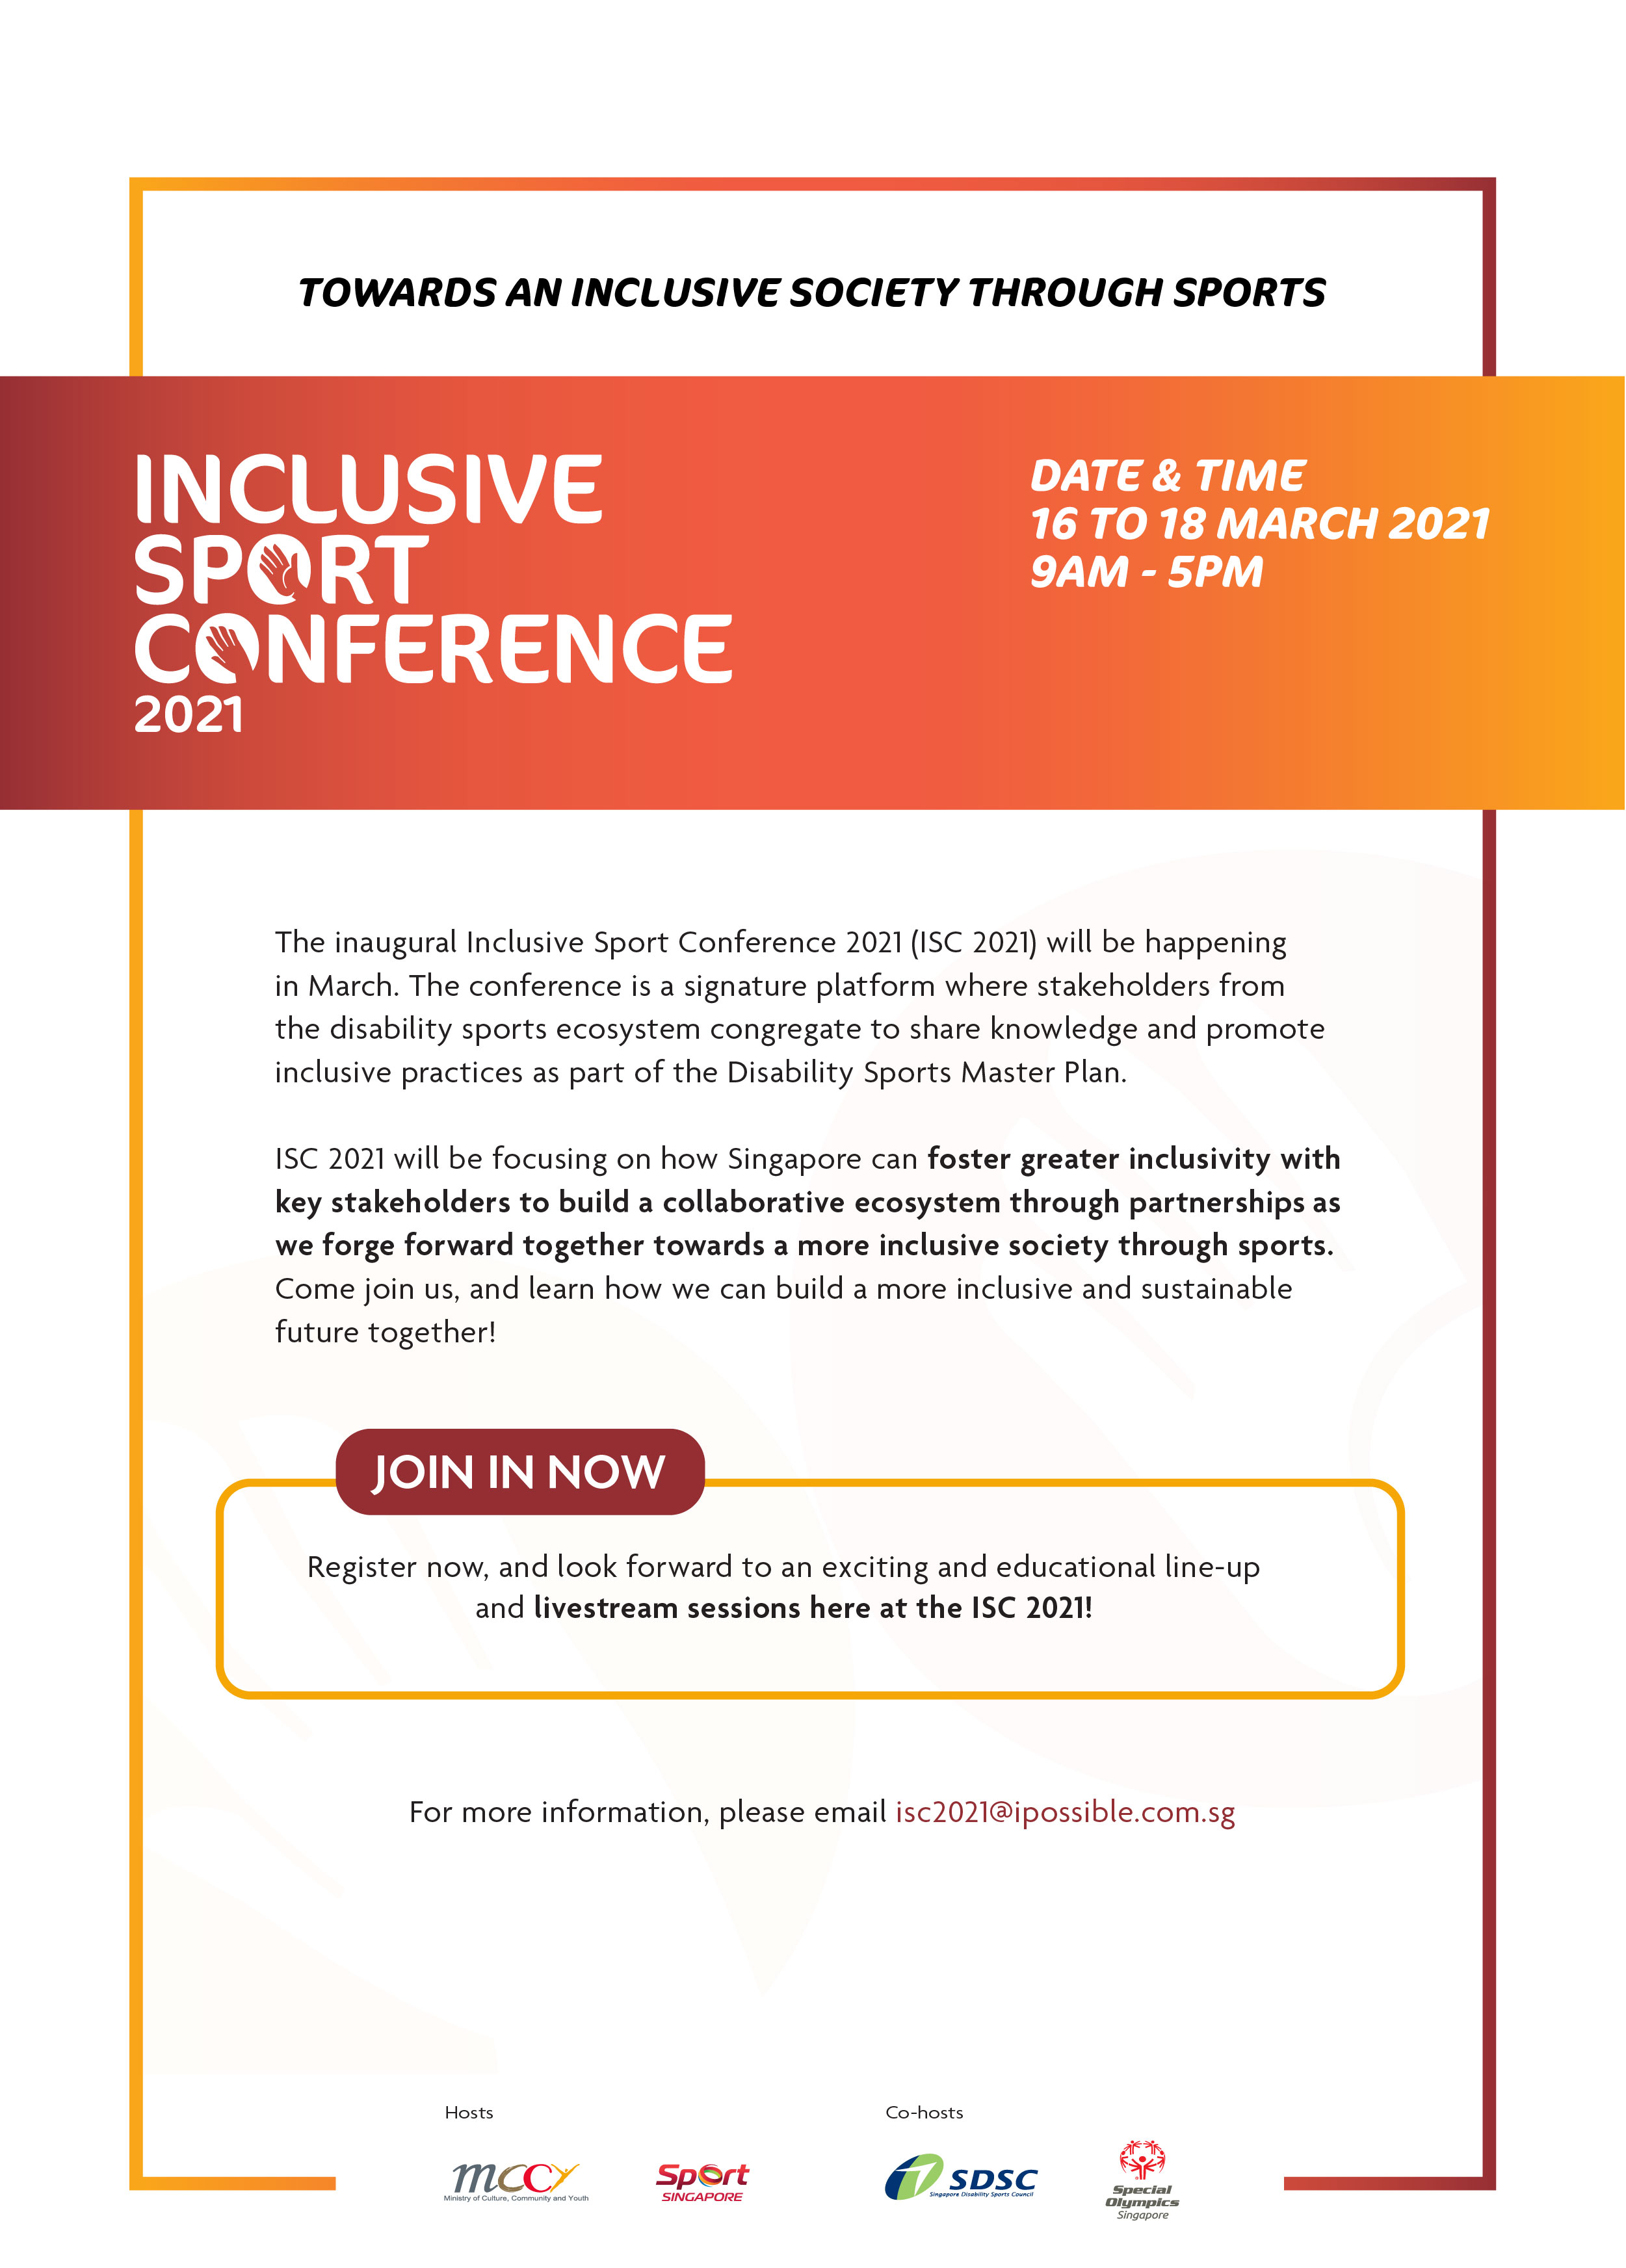 TOWARDS AN INCLUSIVE SOCIETY THROUGH SPORTS
INCLUSIVE
SPORT
CONFERENCE
2021
DATE & TIME
16 TO 18 MARCH 2021
9AM - 5PM
The inaugural Inclusive Sport Conference 2021 (ISC 2021) will be happening
in March. The conference is a signature platform where stakeholders from
the disability sports ecosystem congregate to share knowledge and promote
inclusive practices as part of the Disability Sports Master Plan.
ISC 2021 will be focusing on how Singapore can foster greater inclusivity with
key stakeholders to build a collaborative ecosystem through partnerships as
we forge forward together towards a more inclusive society through sports.
Come join us, and learn how we can build a more inclusive and sustainable
future together!
JOIN IN NOW
Register now, and look forward to an exciting and educational line-up
and livestream sessions here at the ISC 2021!
For more information, please email isc2021@ipossible.com.sg
Hosts
Co-hosts
mccy
Ministry of Culture, Community and Youth
Sport
SINGAPORE
SDSC
Singapore Disability Sports Council
Special
Olympics
Singapore